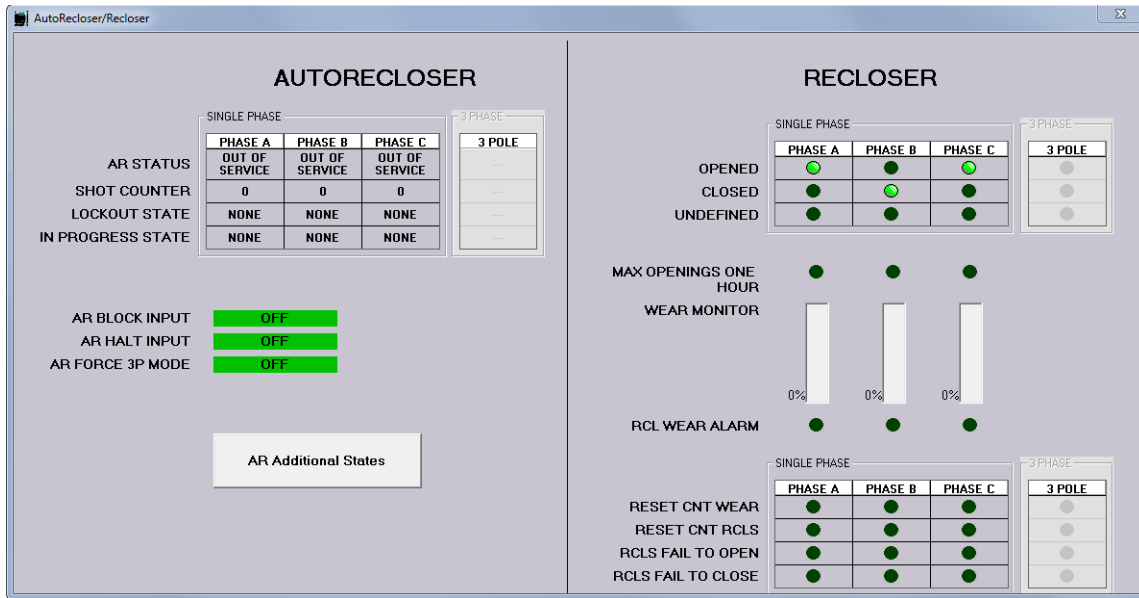 AutoRecloser/Recloser
AUTORECLOSER
SINGLE PHASE
3 PHASE
PHASE A PHASE B PHASE C 3 POLE
AR STATUS OUT OF SERVICE OUT OF SERVICE OUT OF SERVICE ---
SHOT COUNTER 0 0 0 ---
LOCKOUT STATE NONE NONE NONE ---
IN PROGRESS STATE NONE NONE NONE ---
AR BLOCK INPUT OFF
AR HALT INPUT OFF
AR FORCE 3P MODE OFF
AR Additional States
RECLOSER
SINGLE PHASE
3 PHASE
PHASE A PHASE B PHASE C 3 POLE
OPENED
CLOSED
UNDEFINED
MAX OPENINGS ONE
HOUR
WEAR MONITOR
0% 0% 0%
RCL WEAR ALARM
SINGLE PHASE
3 PHASE
PHASE A PHASE B PHASE C 3 POLE
RESET CNT WEAR
RESET CNT RCLS
RCLS FAIL TO OPEN
RCLS FAIL TO CLOSE